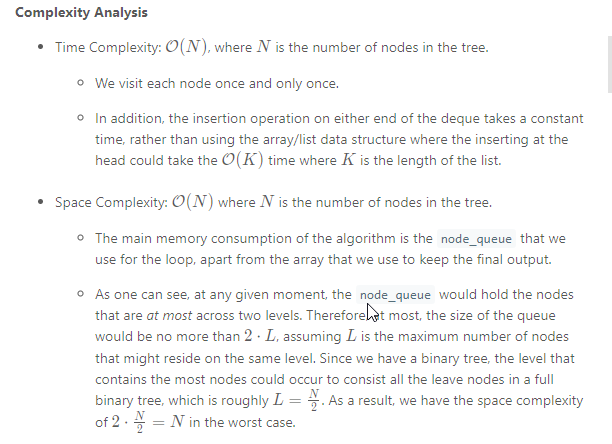 Complexity Analysis
• Time Complexity: O(N), where N is the number of nodes in the tree.
○ We visit each node once and only once.
○ In addition, the insertion operation on either end of the deque takes a constant
time, rather than using the array/list data structure where the inserting at the
head could take the O(K) time where K is the length of the list.
• Space Complexity: O(N) where N is the number of nodes in the tree.
○ The main memory consumption of the algorithm is the node_queue that we
use for the loop, apart from the array that we use to keep the final output.
○ As one can see, at any given moment, the node_queue would hold the nodes
that are at most across two levels. Therefore, at most, the size of the queue
would be no more than 2 · L, assuming L is the maximum number of nodes
that might reside on the same level. Since we have a binary tree, the level that
contains the most nodes could occur to consist all the leave nodes in a full
binary tree, which is roughly L = N/2. As a result, we have the space complexity
of 2 · N/2 = N in the worst case.